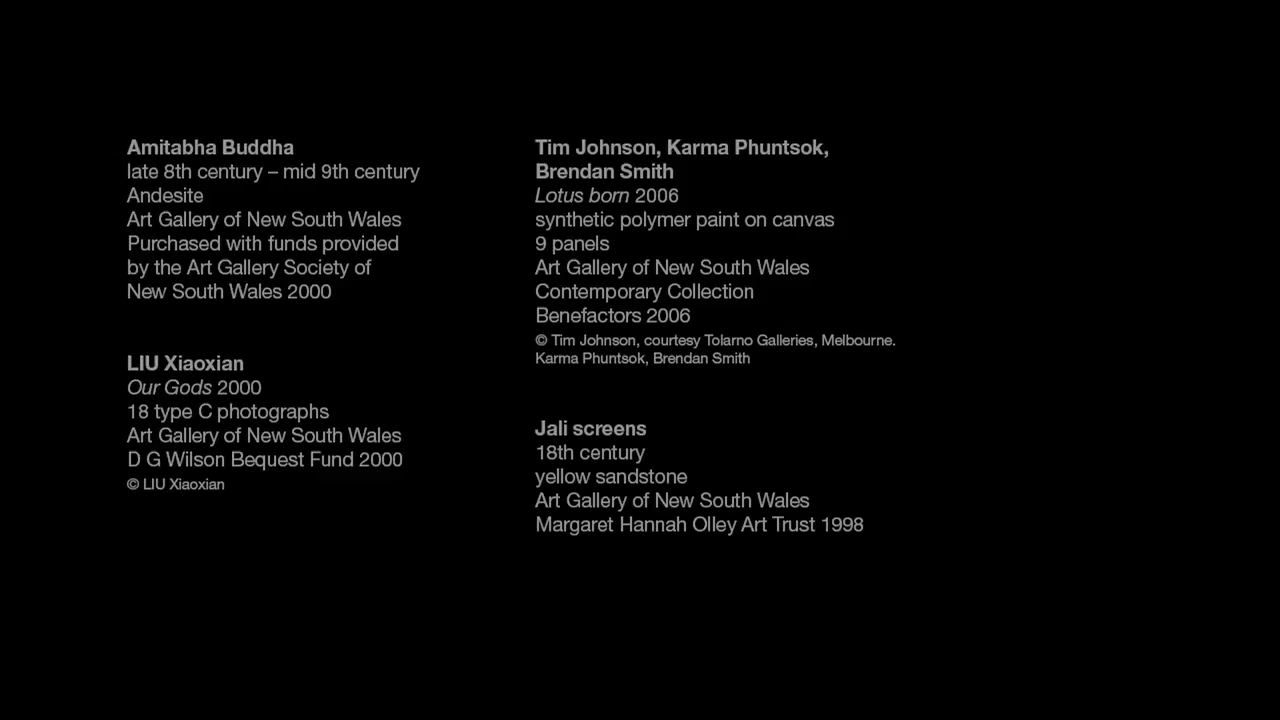 Amitabha Buddha
late 8th century – mid 9th century
Andesite
Art Gallery of New South Wales
Purchased with funds provided
by the Art Gallery Society of
New South Wales 2000
LIU Xiaoxian
Our Gods 2000
18 type C photographs
Art Gallery of New South Wales
D G Wilson Bequest Fund 2000
© LIU Xiaoxian
Tim Johnson, Karma Phuntsok,
Brendan Smith
Lotus born 2006
synthetic polymer paint on canvas
9 panels
Art Gallery of New South Wales
Contemporary Collection
Benefactors 2006
© Tim Johnson, courtesy Tolarno Galleries, Melbourne.
Karma Phuntsok, Brendan Smith
Jali screens
18th century
yellow sandstone
Art Gallery of New South Wales
Margaret Hannah Olley Art Trust 1998